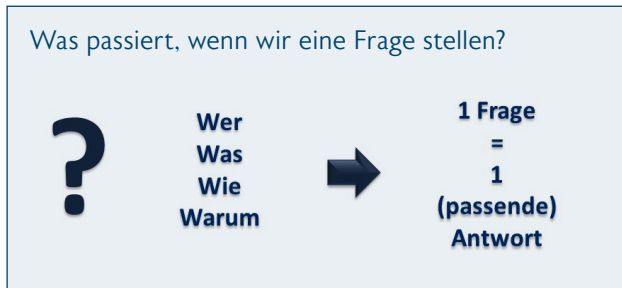 Was passiert, wenn wir eine Frage stellen?
?
Wer
Was
Wie
Warum
1 Frage
=
1
(passende)
Antwort